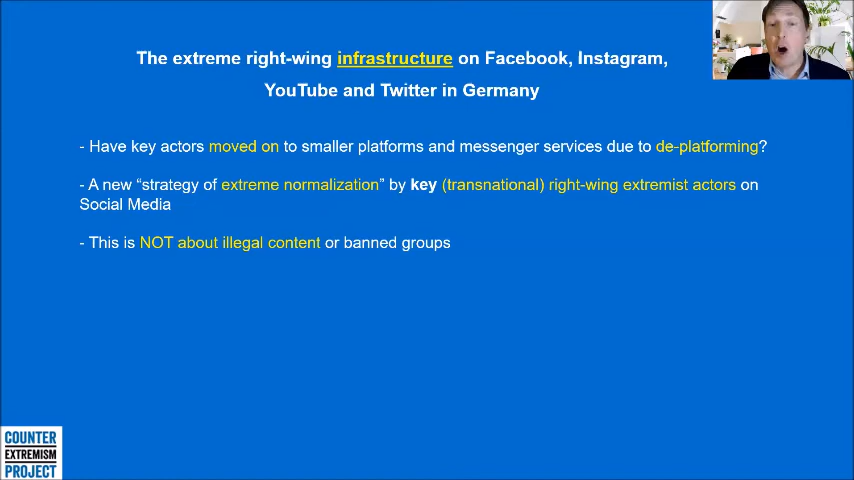 The extreme right-wing infrastructure on Facebook, Instagram,
YouTube and Twitter in Germany
- Have key actors moved on to smaller platforms and messenger services due to de-platforming?
- A new “strategy of extreme normalization” by key (transnational) right-wing extremist actors on
Social Media
- This is NOT about illegal content or banned groups
COUNTER
EXTREMISM
PROJECT